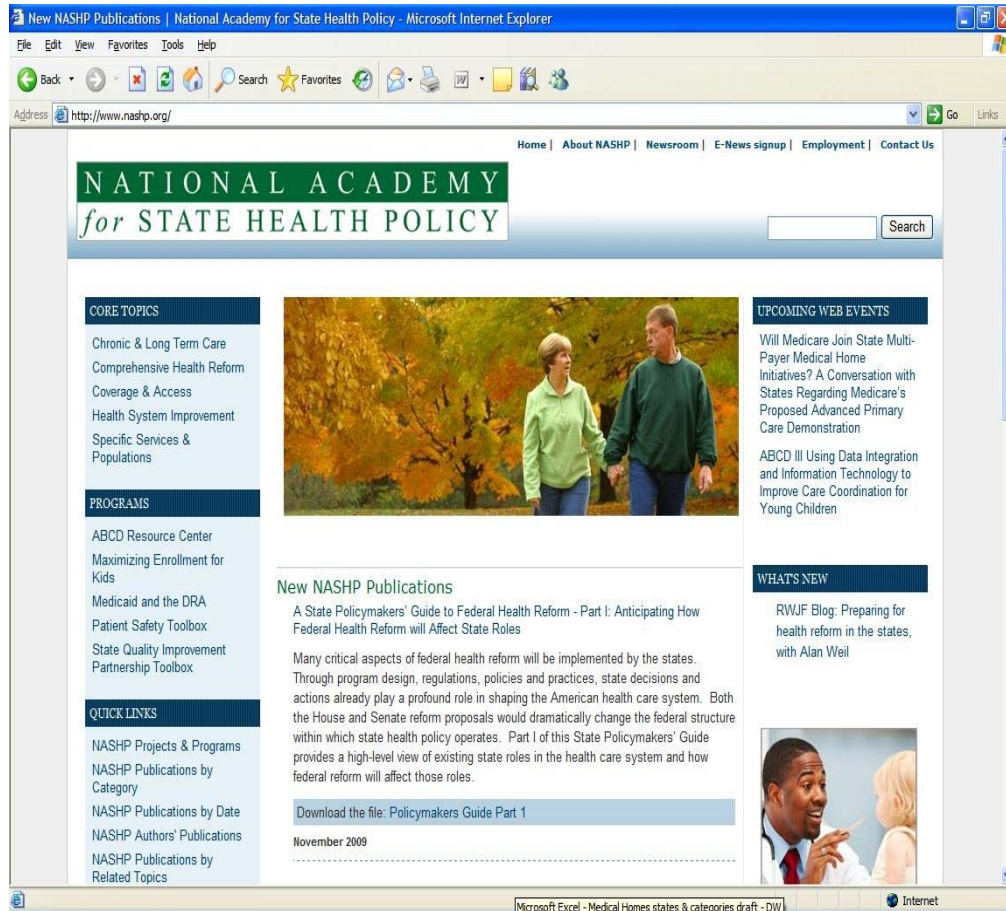 New NASHP Publications | National Academy for State Health Policy - Microsoft Internet Explorer
File Edit View Favorites Tools Help
Back Search Favorites
Address http://www.nashp.org/ Go Links
Home | About NASHP | Newsroom | E-News signup | Employment | Contact Us
NATIONAL ACADEMY
for STATE HEALTH POLICY
Search
CORE TOPICS
Chronic & Long Term Care
Comprehensive Health Reform
Coverage & Access
Health System Improvement
Specific Services &
Populations
PROGRAMS
ABCD Resource Center
Maximizing Enrollment for
Kids
Medicaid and the DRA
Patient Safety Toolbox
State Quality Improvement
Partnership Toolbox
QUICK LINKS
NASHP Projects & Programs
NASHP Publications by
Category
NASHP Publications by Date
NASHP Authors' Publications
NASHP Publications by
Related Topics
New NASHP Publications
A State Policymakers' Guide to Federal Health Reform - Part I: Anticipating How
Federal Health Reform will Affect State Roles
Many critical aspects of federal health reform will be implemented by the states.
Through program design, regulations, policies and practices, state decisions and
actions already play a profound role in shaping the American health care system. Both
the House and Senate reform proposals would dramatically change the federal structure
within which state health policy operates. Part I of this State Policymakers' Guide
provides a high-level view of existing state roles in the health care system and how
federal reform will affect those roles.
Download the file: Policymakers Guide Part 1
November 2009
UPCOMING WEB EVENTS
Will Medicare Join State Multi-
Payer Medical Home
Initiatives? A Conversation with
States Regarding Medicare's
Proposed Advanced Primary
Care Demonstration
ABCD III Using Data Integration
and Information Technology to
Improve Care Coordination for
Young Children
WHAT'S NEW
RWJF Blog: Preparing for
health reform in the states,
with Alan Weil
Microsoft Excel - Medical Homes states & categories draft - DW
Internet